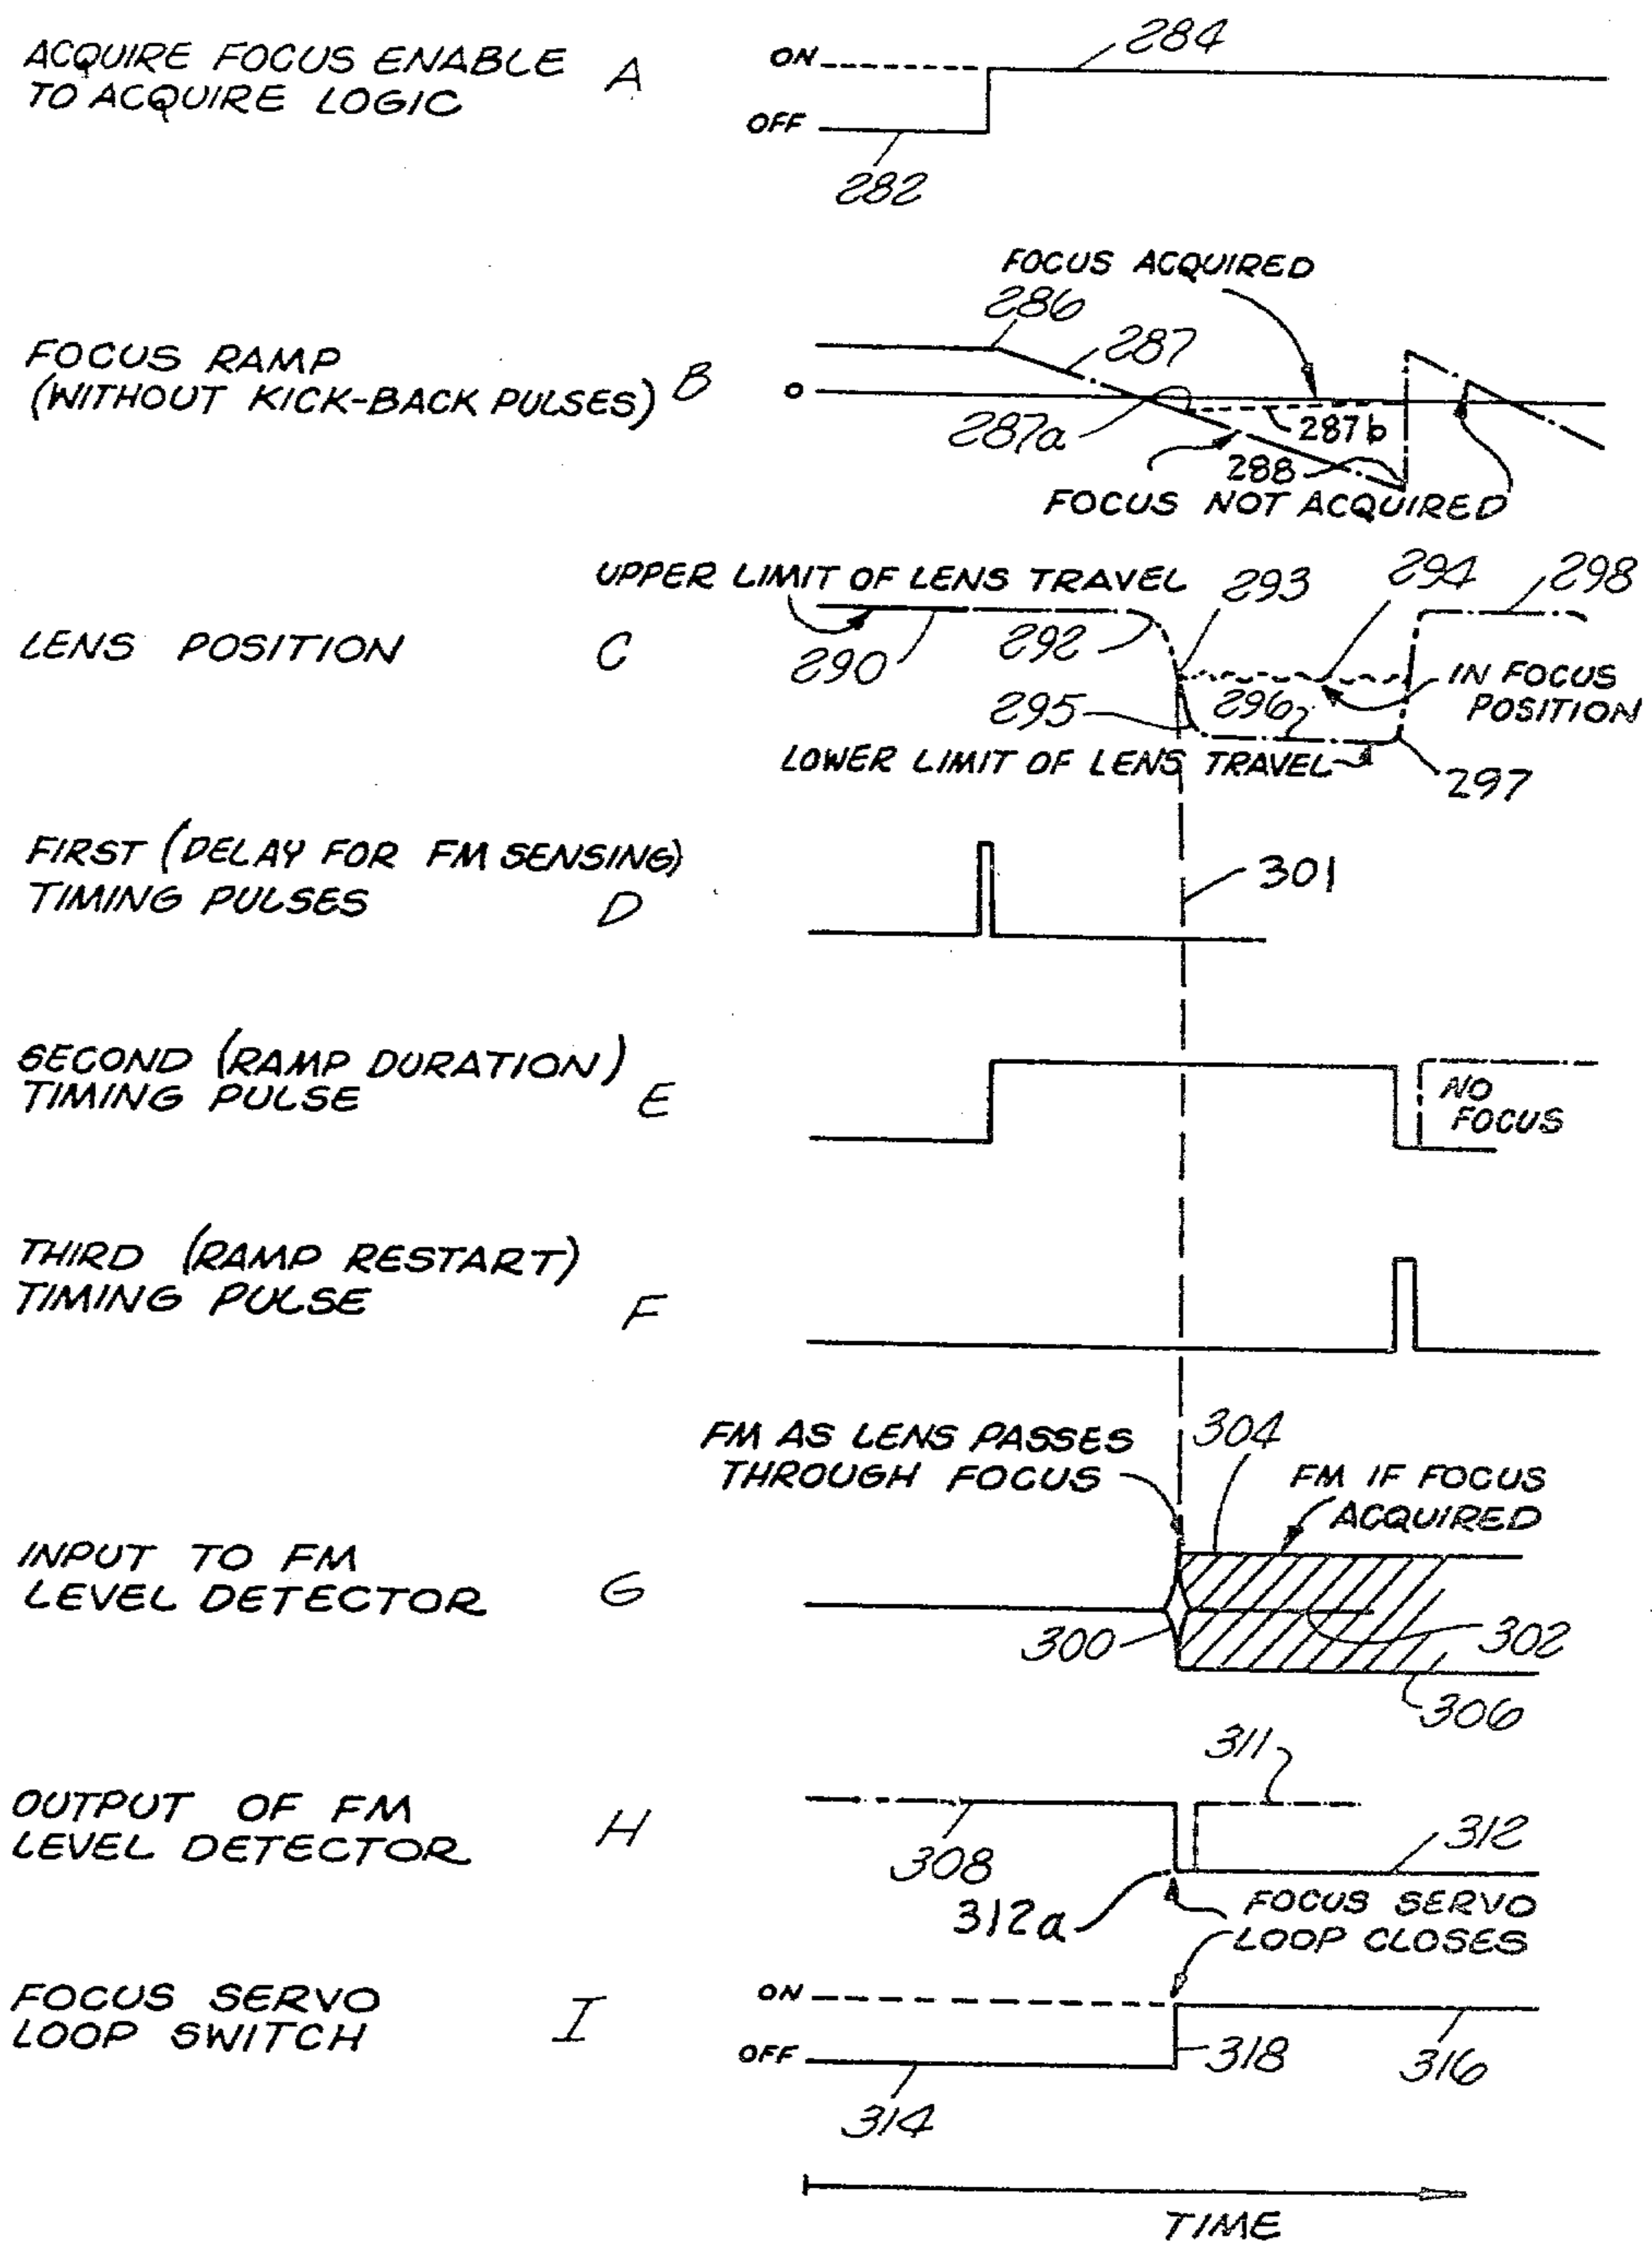 ACQUIRE FOCUS ENABLE
TO ACQUIRE LOGIC
A
ON
284
OFF
282
FOCUS ACQUIRED
286
FOCUS RAMP
(WITHOUT KICK-BACK PULSES)
B
287
0
287a
287b
288
FOCUS NOT ACQUIRED
UPPER LIMIT OF LENS TRAVEL
293
294
298
LENS POSITION
C
290
292
IN FOCUS
POSITION
295
296
LOWER LIMIT OF LENS TRAVEL
297
FIRST (DELAY FOR FM SENSING)
TIMING PULSES
D
301
SECOND (RAMP DURATION)
TIMING PULSE
E
NO
FOCUS
THIRD (RAMP RESTART)
TIMING PULSE
F
FM AS LENS PASSES
THROUGH FOCUS
304
FM IF FOCUS
ACQUIRED
INPUT TO FM
LEVEL DETECTOR
G
300
302
306
311
OUTPUT OF FM
LEVEL DETECTOR
H
308
312
312a
FOCUS SERVO
LOOP CLOSES
FOCUS SERVO
LOOP SWITCH
I
ON
OFF
318
316
314
TIME